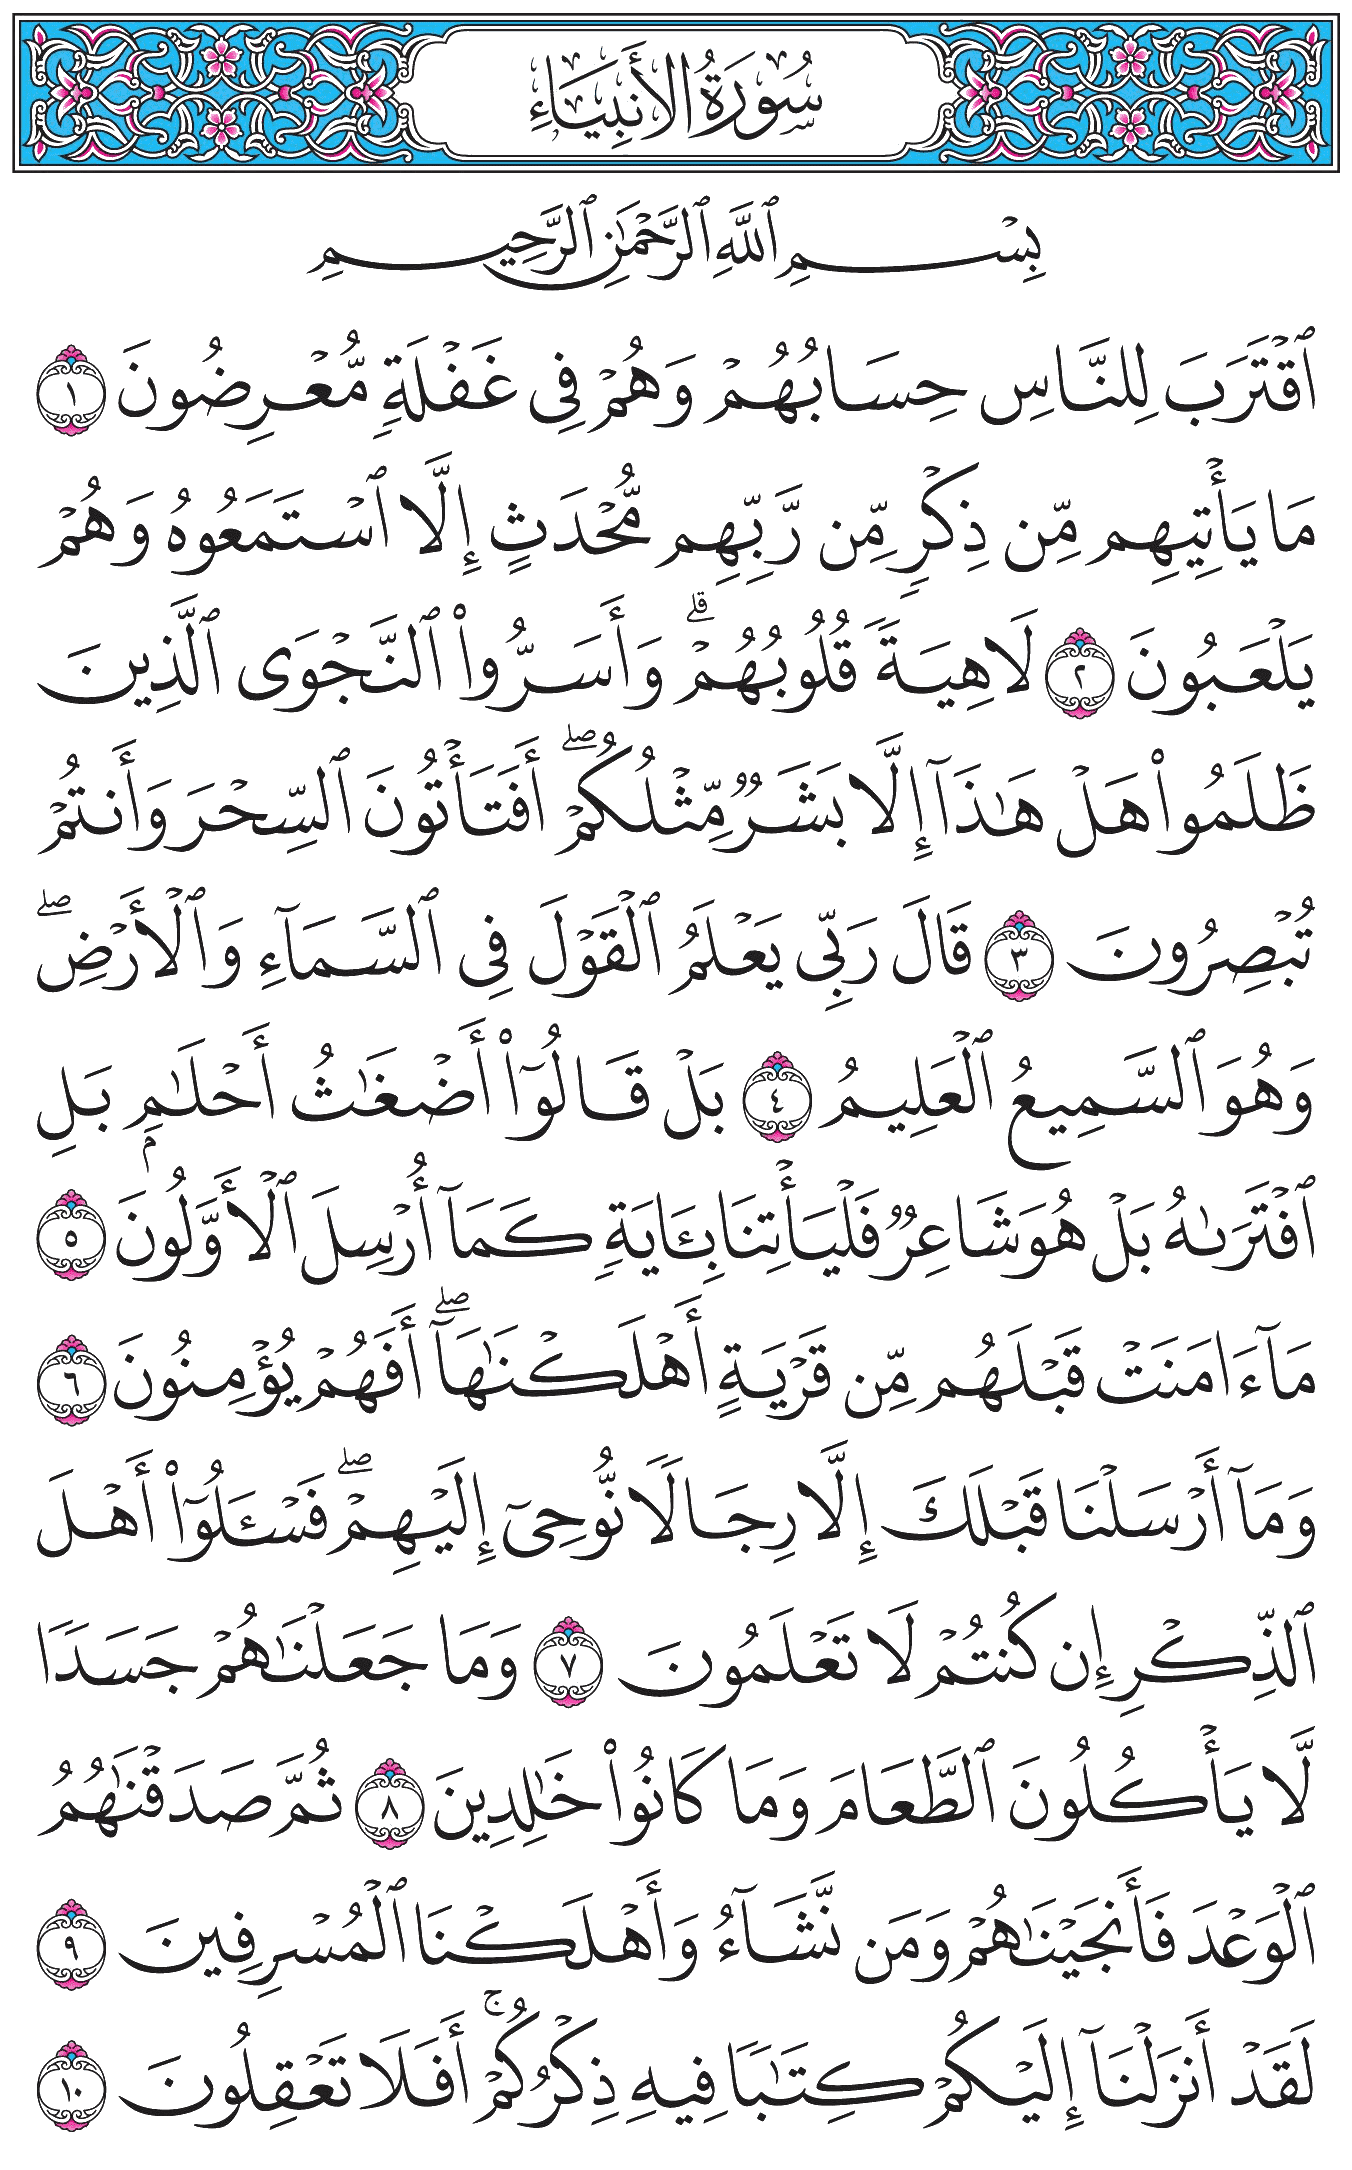 سُورَةُ الأَنبِيَاءِ
بِسْمِ ٱللَّهِ ٱلرَّحْمَٰنِ ٱلرَّحِيمِ
ٱقْتَرَبَ لِلنَّاسِ حِسَابُهُمْ وَهُمْ فِى غَفْلَةٍ مُّعْرِضُونَ ١
مَا يَأْتِيهِم مِّن ذِكْرٍ مِّن رَّبِّهِم مُّحْدَثٍ إِلَّا ٱسْتَمَعُوهُ وَهُمْ
يَلْعَبُونَ ٢ لَاهِيَةً قُلُوبُهُمْ ۗ وَأَسَرُّوا۟ ٱلنَّجْوَى ٱلَّذِينَ
ظَلَمُوا۟ هَلْ هَٰذَآ إِلَّا بَشَرٌ مِّثْلُكُمْ ۖ أَفَتَأْتُونَ ٱلسِّحْرَ وَأَنتُمْ
تُبْصِرُونَ ٣ قَالَ رَبِّى يَعْلَمُ ٱلْقَوْلَ فِى ٱلسَّمَآءِ وَٱلْأَرْضِ ۖ
وَهُوَ ٱلسَّمِيعُ ٱلْعَلِيمُ ٤ بَلْ قَالُوٓا۟ أَضْغَٰثُ أَحْلَٰمٍۭ بَلِ
ٱفْتَرَىٰهُ بَلْ هُوَ شَاعِرٌ فَلْيَأْتِنَا بِـَٔايَةٍ كَمَآ أُرْسِلَ ٱلْأَوَّلُونَ ٥
مَآ ءَامَنَتْ قَبْلَهُم مِّن قَرْيَةٍ أَهْلَكْنَٰهَآ ۖ أَفَهُمْ يُؤْمِنُونَ ٦
وَمَآ أَرْسَلْنَا قَبْلَكَ إِلَّا رِجَالًا نُّوحِىٓ إِلَيْهِمْ ۖ فَسْـَٔلُوٓا۟ أَهْلَ
ٱلذِّكْرِ إِن كُنتُمْ لَا تَعْلَمُونَ ٧ وَمَا جَعَلْنَٰهُمْ جَسَدًا
لَّا يَأْكُلُونَ ٱلطَّعَامَ وَمَا كَانُوا۟ خَٰلِدِينَ ٨ ثُمَّ صَدَقْنَٰهُمُ
ٱلْوَعْدَ فَأَنجَيْنَٰهُمْ وَمَن نَّشَآءُ وَأَهْلَكْنَا ٱلْمُسْرِفِينَ ٩
لَقَدْ أَنزَلْنَآ إِلَيْكُمْ كِتَٰبًا فِيهِ ذِكْرُكُمْ ۚ أَفَلَا تَعْقِلُونَ ١٠